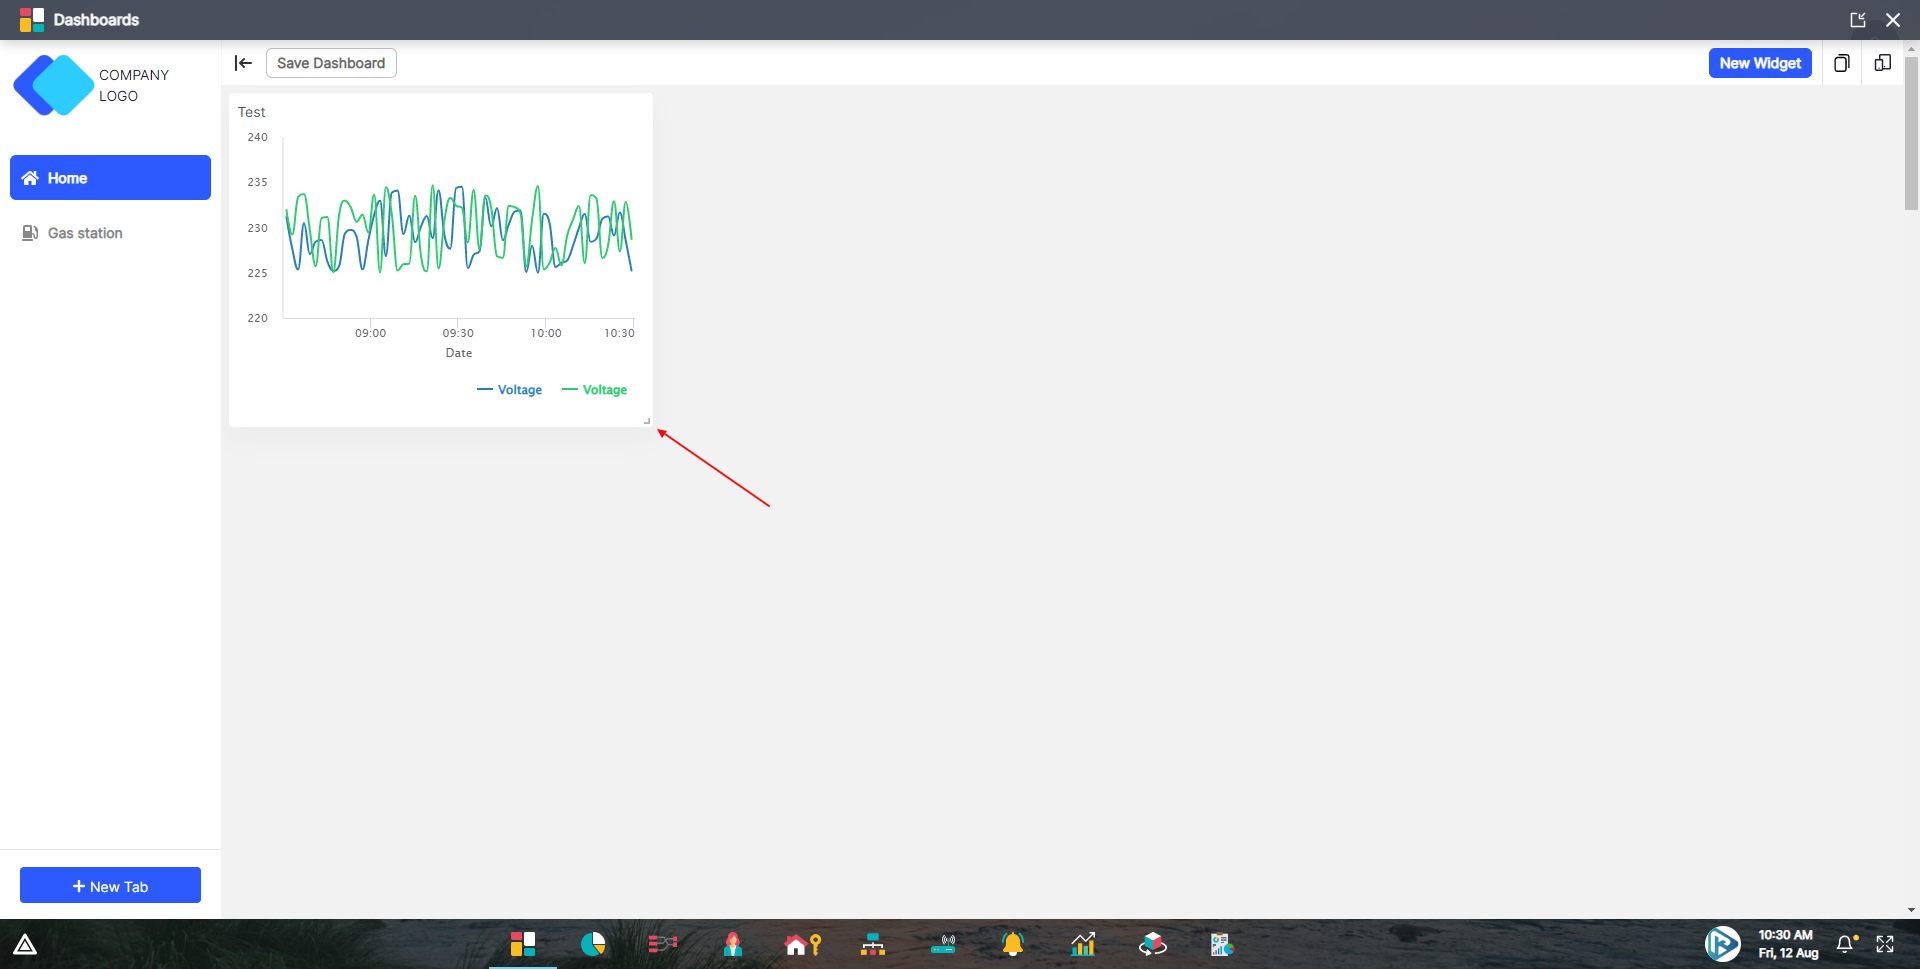 Dashboards
COMPANY
LOGO
Save Dashboard
New Widget
Home
Gas station
Test
240
235
230
225
220
09:00 09:30 10:00 10:30
Date
Voltage Voltage
New Tab
10:30 AM
Fri, 12 Aug